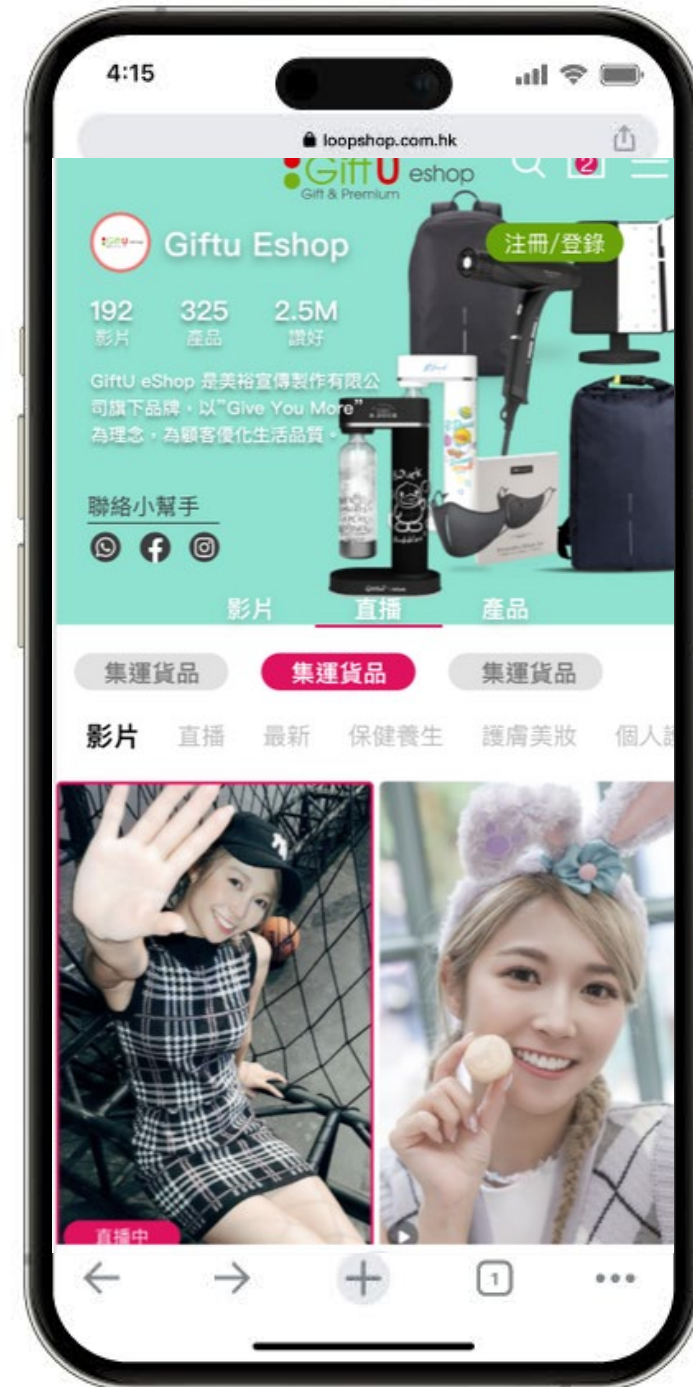 4:15
loopshop.com.hk
GiftU eshop
Gift & Premium
2
Giftu Eshop
注冊/登錄
192 325 2.5M
影片 產品 讚好
GiftU eShop 是美裕宣傳製作有限公
司旗下品牌，以"Give You More"
為理念，為顧客優化生活品質。
聯絡小幫手
影片 直播 產品
集運貨品 集運貨品 集運貨品
影片 直播 最新 保健養生 護膚美妝 個人
直播中
1